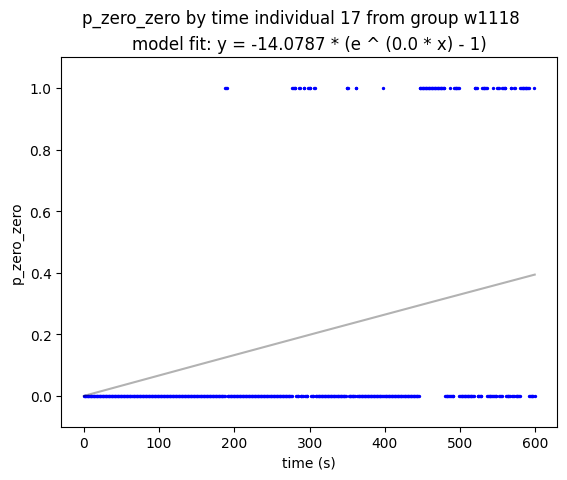 p_zero_zero by time individual 17 from group w1118
model fit: y = -14.0787 * (e ^ (0.0 * x) - 1)
1.0
0.8
0.6
0.4
0.2
0.0
p_zero_zero
0 100 200 300 400 500 600
time (s)